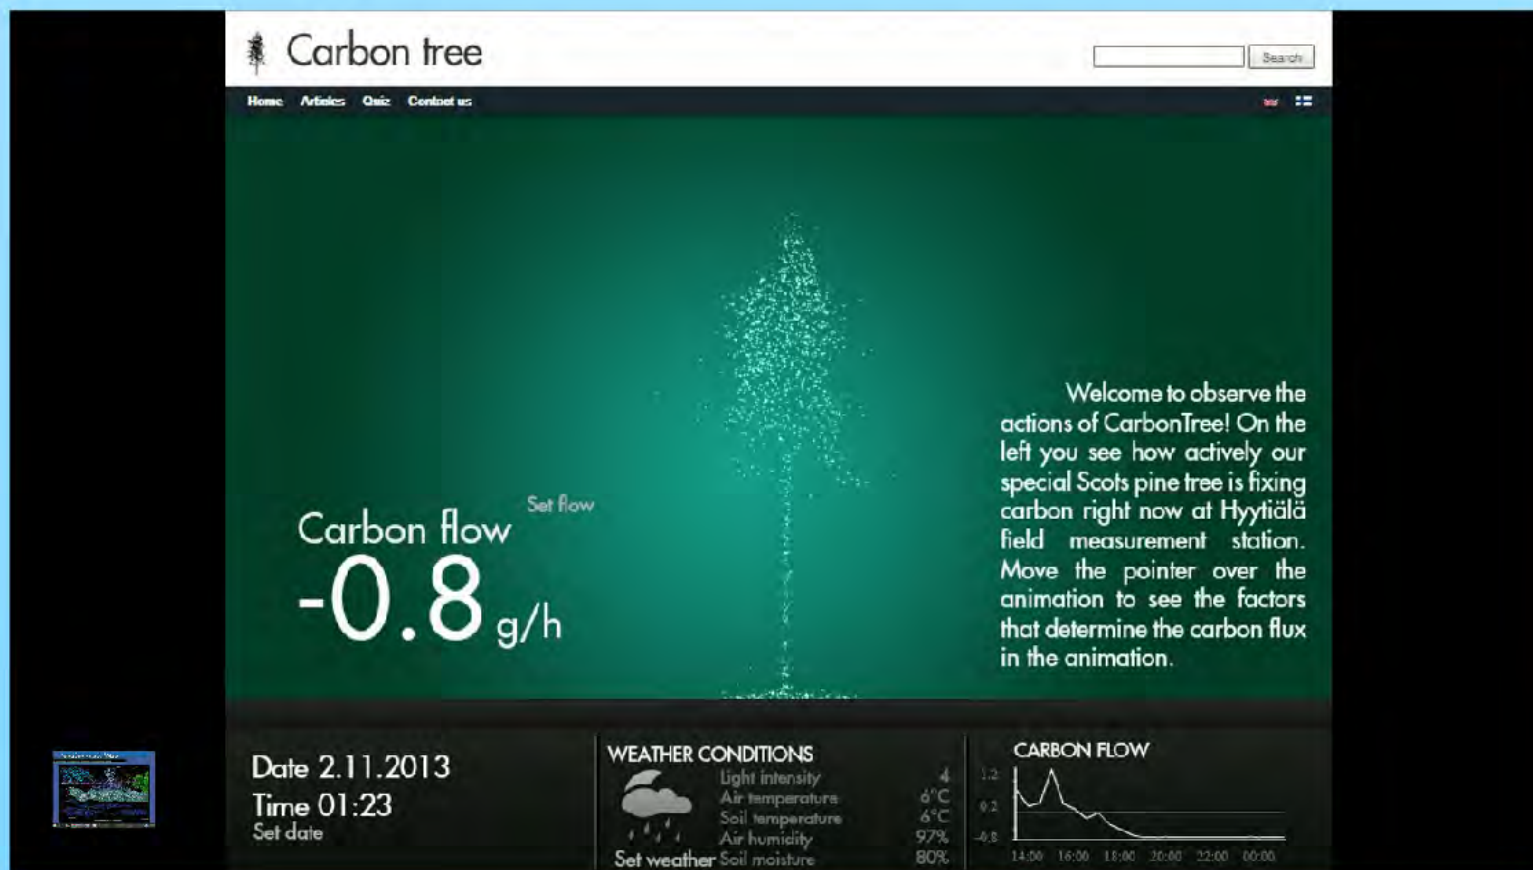 Carbon tree
Search
Home Articles Quiz Contact us
Welcome to observe the
actions of CarbonTree! On the
left you see how actively our
special Scots pine tree is fixing
carbon right now at Hyytiälä
field measurement station.
Move the pointer over the
animation to see the factors
that determine the carbon flux
in the animation.
Set flow
Carbon flow
-0.8 g/h
Date 2.11.2013
Time 01:23
Set date
WEATHER CONDITIONS
Light intensity 4
Air temperature 6°C
Soil temperature 6°C
Air humidity 97%
Set weather Soil moisture 80%
CARBON FLOW
1.2
0.2
-0.8
14:00 16:00 18:00 20:00 22:00 00:00